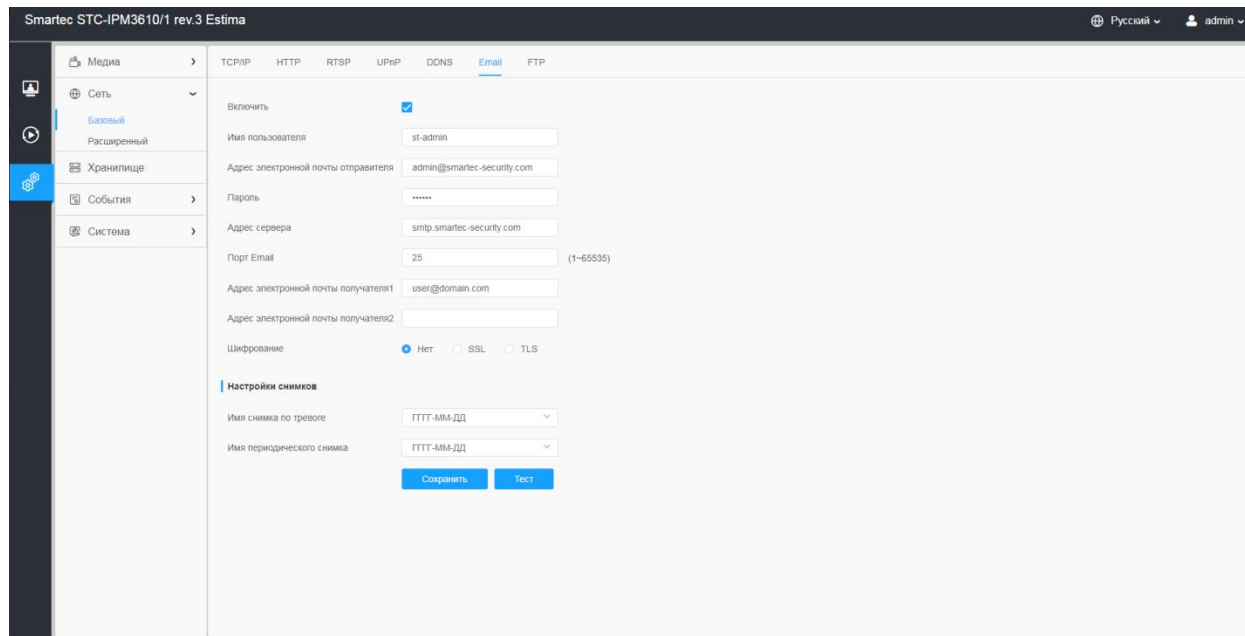 Smartec STC-IPM3610/1 rev.3 Estima
Русский
admin
Медиа
Сеть
Базовый
Расширенный
Хранилище
События
Система
TCP/IP HTTP RTSP UPnP DDNS Email FTP
Включить
Имя пользователя st-admin
Адрес электронной почты отправителя admin@smartec-security.com
Пароль ••••••
Адрес сервера smtp.smartec-security.com
Порт Email 25 (1~65535)
Адрес электронной почты получателя1 user@domain.com
Адрес электронной почты получателя2
Шифрование Нет SSL TLS
Настройки снимков
Имя снимка по тревоге ГГГГ-ММ-ДД
Имя периодического снимка ГГГГ-ММ-ДД
Сохранить Тест